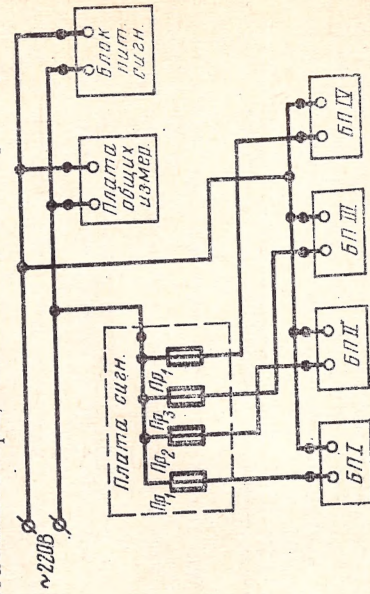 ~220В
Блок
пит.
сигн.
Плата
общих
измер.
Плата сигн.
Пр1
Пр2
Пр3
Пр1
БП I
БП II
БП III
БП IV